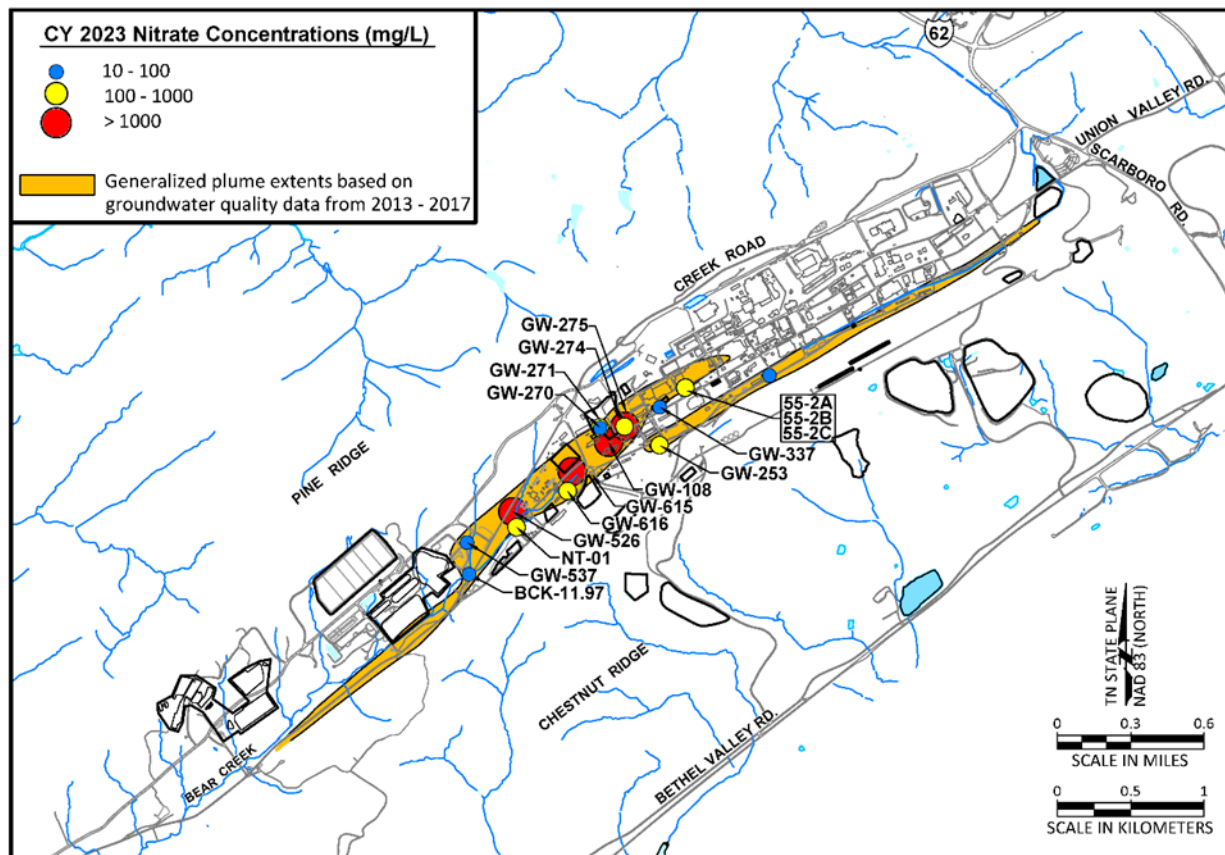 CY 2023 Nitrate Concentrations (mg/L)
10 - 100
100 - 1000
> 1000
Generalized plume extents based on
groundwater quality data from 2013 - 2017
62
UNION VALLEY RD.
SCARBORO RD.
CREEK ROAD
GW-275
GW-274
GW-271
GW-270
55-2A
55-2B
55-2C
GW-337
GW-253
GW-108
GW-615
GW-616
GW-526
NT-01
GW-537
BCK-11.97
PINE RIDGE
CHESTNUT RIDGE
BEAR CREEK
BETHEL VALLEY RD.
TN STATE PLANE
NAD 83 (NORTH)
0 0.3 0.6
SCALE IN MILES
0 0.5 1
SCALE IN KILOMETERS